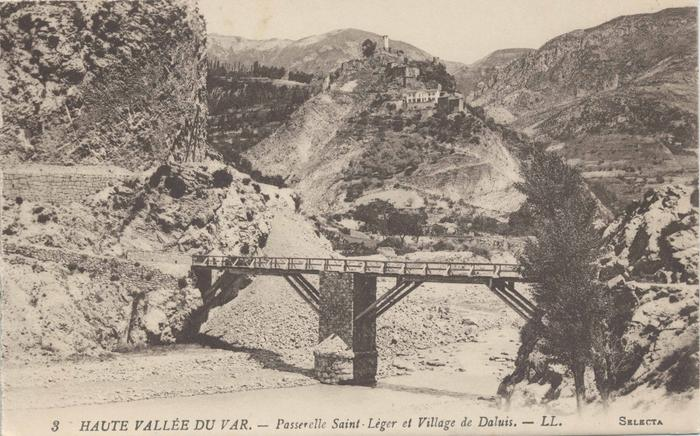 3 HAUTE VALLÉE DU VAR. — Passerelle Saint-Léger et Village de Daluis. — LL. SELECTA